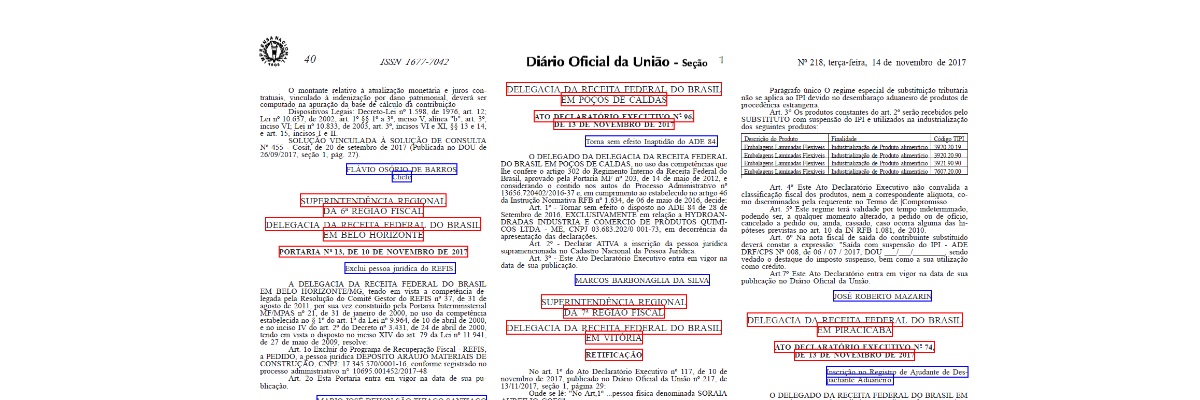 40
ISSN 1677-7042
Diário Oficial da União - Seção 1
Nº 218, terça-feira, 14 de novembro de 2017
O montante relativo à atualização monetária e juros con-
tratuais, vinculado à indenização por dano patrimonial, deverá ser
computado na apuração da base de cálculo da contribuição
Dispositivos Legais: Decreto-Lei nº 1.598, de 1976, art. 12;
Lei nº 10.637, de 2002, art. 1º §§ 1º a 3º, inciso V, alínea "b", art. 3º,
inciso VI; Lei nº 10.833, de 2003, art. 3º, incisos VI e XI, §§ 13 e 14,
e art. 15, incisos I e II.
SOLUÇÃO VINCULADA À SOLUÇÃO DE CONSULTA
Nº 455 - Cosit, de 20 de setembro de 2017 (Publicada no DOU de
26/09/2017, seção 1, pág. 27).
FLÁVIO OSÓRIO DE BARROS
Chefe
SUPERINTENDÊNCIA REGIONAL
DA 6ª REGIÃO FISCAL
DELEGACIA DA RECEITA FEDERAL DO BRASIL
EM BELO HORIZONTE
PORTARIA Nº 13, DE 10 DE NOVEMBRO DE 2017
Exclui pessoa jurídica do REFIS.
A DELEGACIA DA RECEITA FEDERAL DO BRASIL
EM BELO HORIZONTE/MG, tendo em vista a competência de-
legada pela Resolução do Comitê Gestor do REFIS nº 37, de 31 de
agosto de 2011, por sua vez constituído pela Portaria Interministerial
MF/MPAS nº 21, de 31 de janeiro de 2000, no uso da competência
estabelecida no § 1º do art. 1º da Lei nº 9.964, de 10 de abril de 2000,
e no inciso IV do art. 2º do Decreto nº 3.431, de 24 de abril de 2000,
tendo em vista o disposto no inciso XIV do art. 79 da Lei nº 11.941,
de 27 de maio de 2009, resolve:
Art. 1o Excluir do Programa de Recuperação Fiscal - REFIS,
a PEDIDO, a pessoa jurídica DEPOSITO ARAUJO MATERIAIS DE
CONSTRUÇÃO, CNPJ 17.345.570/0001-16, conforme registrado no
processo administrativo nº 10695.001452/2017-48
Art. 2o Esta Portaria entra em vigor na data de sua pu-
blicação.
DELEGACIA DA RECEITA FEDERAL DO BRASIL
EM POÇOS DE CALDAS
ATO DECLARATÓRIO EXECUTIVO Nº 96,
DE 13 DE NOVEMBRO DE 2017
Torna sem efeito Inaptidão do ADE 84.
O DELEGADO DA DELEGACIA DA RECEITA FEDERAL
DO BRASIL EM POÇOS DE CALDAS, no uso das competências que
lhe confere o artigo 302 do Regimento Interno da Receita Federal do
Brasil, aprovado pela Portaria MF nº 203, de 14 de maio de 2012, e
considerando o contido nos autos do Processo Administrativo nº
13656.720402/2016-37 e, em cumprimento ao estabelecido no artigo 46
da Instrução Normativa RFB nº 1.634, de 06 de maio de 2016, decide:
Art. 1º - Tornar sem efeito o disposto no ADE 84 de 28 de
Setembro de 2016, EXCLUSIVAMENTE em relação a HYDROAN-
DRADAS INDUSTRIA E COMERCIO DE PRODUTOS QUIMI-
COS LTDA - ME, CNPJ 03.683.202/0001-73, em decorrência da
apresentação das declarações.
Art. 2º - Declarar ATIVA a inscrição da pessoa jurídica
supramencionada no Cadastro Nacional da Pessoa Jurídica.
Art. 3º - Este Ato Declaratório Executivo entra em vigor na
data de sua publicação.
MARCOS BARBONAGLIA DA SILVA
SUPERINTENDÊNCIA REGIONAL
DA 7ª REGIÃO FISCAL
DELEGACIA DA RECEITA FEDERAL DO BRASIL
EM VITÓRIA
RETIFICAÇÃO
No art. 1º do Ato Declaratório Executivo nº 117, de 10 de
novembro de 2017, publicado no Diário Oficial da União nº 217, de
13/11/2017, seção 1, página 29:
Onde se lê: "No Art.1º ...pessoa física denominada SORAIA
Parágrafo único O regime especial de substituição tributária
não se aplica ao IPI devido no desembaraço aduaneiro de produtos de
procedência estrangeira.
Art. 3º Os produtos constantes do art. 2º serão recebidos pelo
SUBSTITUTO com suspensão do IPI e utilizados na industrialização
dos seguintes produtos:
Descrição do Produto Finalidade Código TIPI
Embalagens Laminadas Flexíveis Industrialização de Produto alimentício 3920.20.19
Embalagens Laminadas Flexíveis Industrialização de Produto alimentício 3920.20.90
Embalagens Laminadas Flexíveis Industrialização de Produto alimentício 3921.90.90
Embalagens Laminadas Flexíveis Industrialização de Produto alimentício 7607.20.00
Art. 4º Este Ato Declaratório Executivo não convalida a
classificação fiscal dos produtos, nem a correspondente alíquota, co-
mo discriminados pela requerente no Termo de Compromisso.
Art. 5º Este regime terá validade por tempo indeterminado,
podendo ser, a qualquer momento alterado, a pedido ou de ofício,
cancelado a pedido ou, ainda, cassado, caso ocorra alguma das hi-
póteses previstas no art. 10 da IN RFB 1.081, de 2010.
Art. 6º Na nota fiscal de saída do contribuinte substituído
deverá constar a expressão "Saída com suspensão do IPI - ADE
DRF/CPS Nº 008, de 06 / 07 / 2017, DOU ___/___/______, sendo
vedado o destaque do imposto suspenso, bem como a sua utilização
como crédito.
Art.7º Este Ato Declaratório entra em vigor na data de sua
publicação no Diário Oficial da União.
JOSÉ ROBERTO MAZARIN
DELEGACIA DA RECEITA FEDERAL DO BRASIL
EM PIRACICABA
ATO DECLARATÓRIO EXECUTIVO Nº 74,
DE 13 DE NOVEMBRO DE 2017
Inscrição no Registro de Ajudante de Des-
pachante Aduaneiro
O DELEGADO DA RECEITA FEDERAL DO BRASIL EM